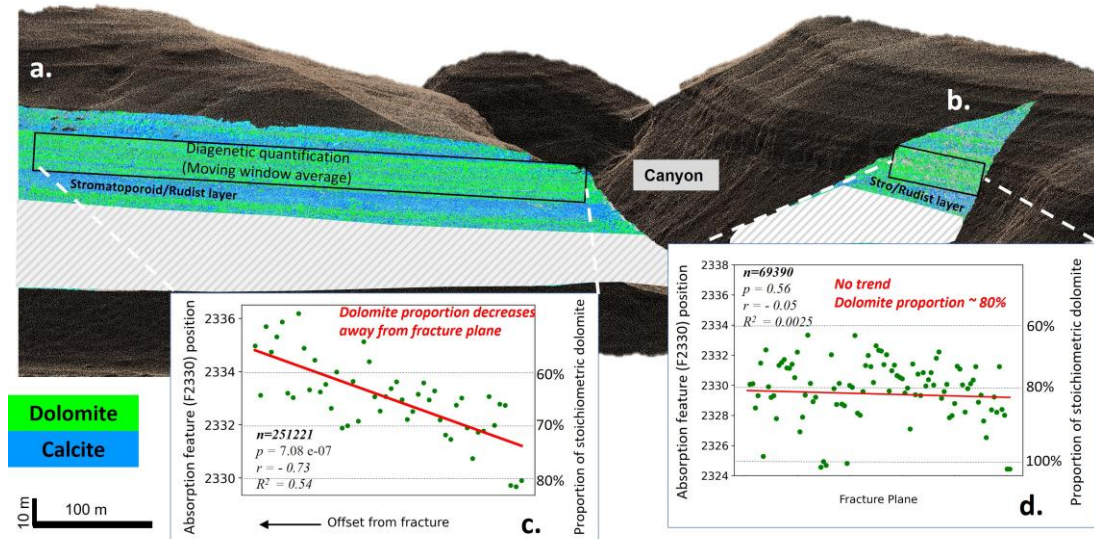 a.
b.
Diagenetic quantification
(Moving window average)
Stromatoporoid/Rudist layer
Canyon
Stro/Rudist layer
Dolomite
Calcite
10 m
100 m
Absorption feature (F2330) position
2336
2335
2334
2333
2332
2330
Dolomite proportion decreases
away from fracture plane
n=251221
p = 7.08 e-07
r = - 0.73
R² = 0.54
60%
70%
80%
Proportion of stoichiometric dolomite
Offset from fracture
c.
Absorption feature (F2330) position
2338
2336
2334
2332
2330
2328
2326
2324
n=69390
p = 0.56
r = - 0.05
R² = 0.0025
No trend
Dolomite proportion ~ 80%
60%
80%
100%
Proportion of stoichiometric dolomite
Fracture Plane
d.